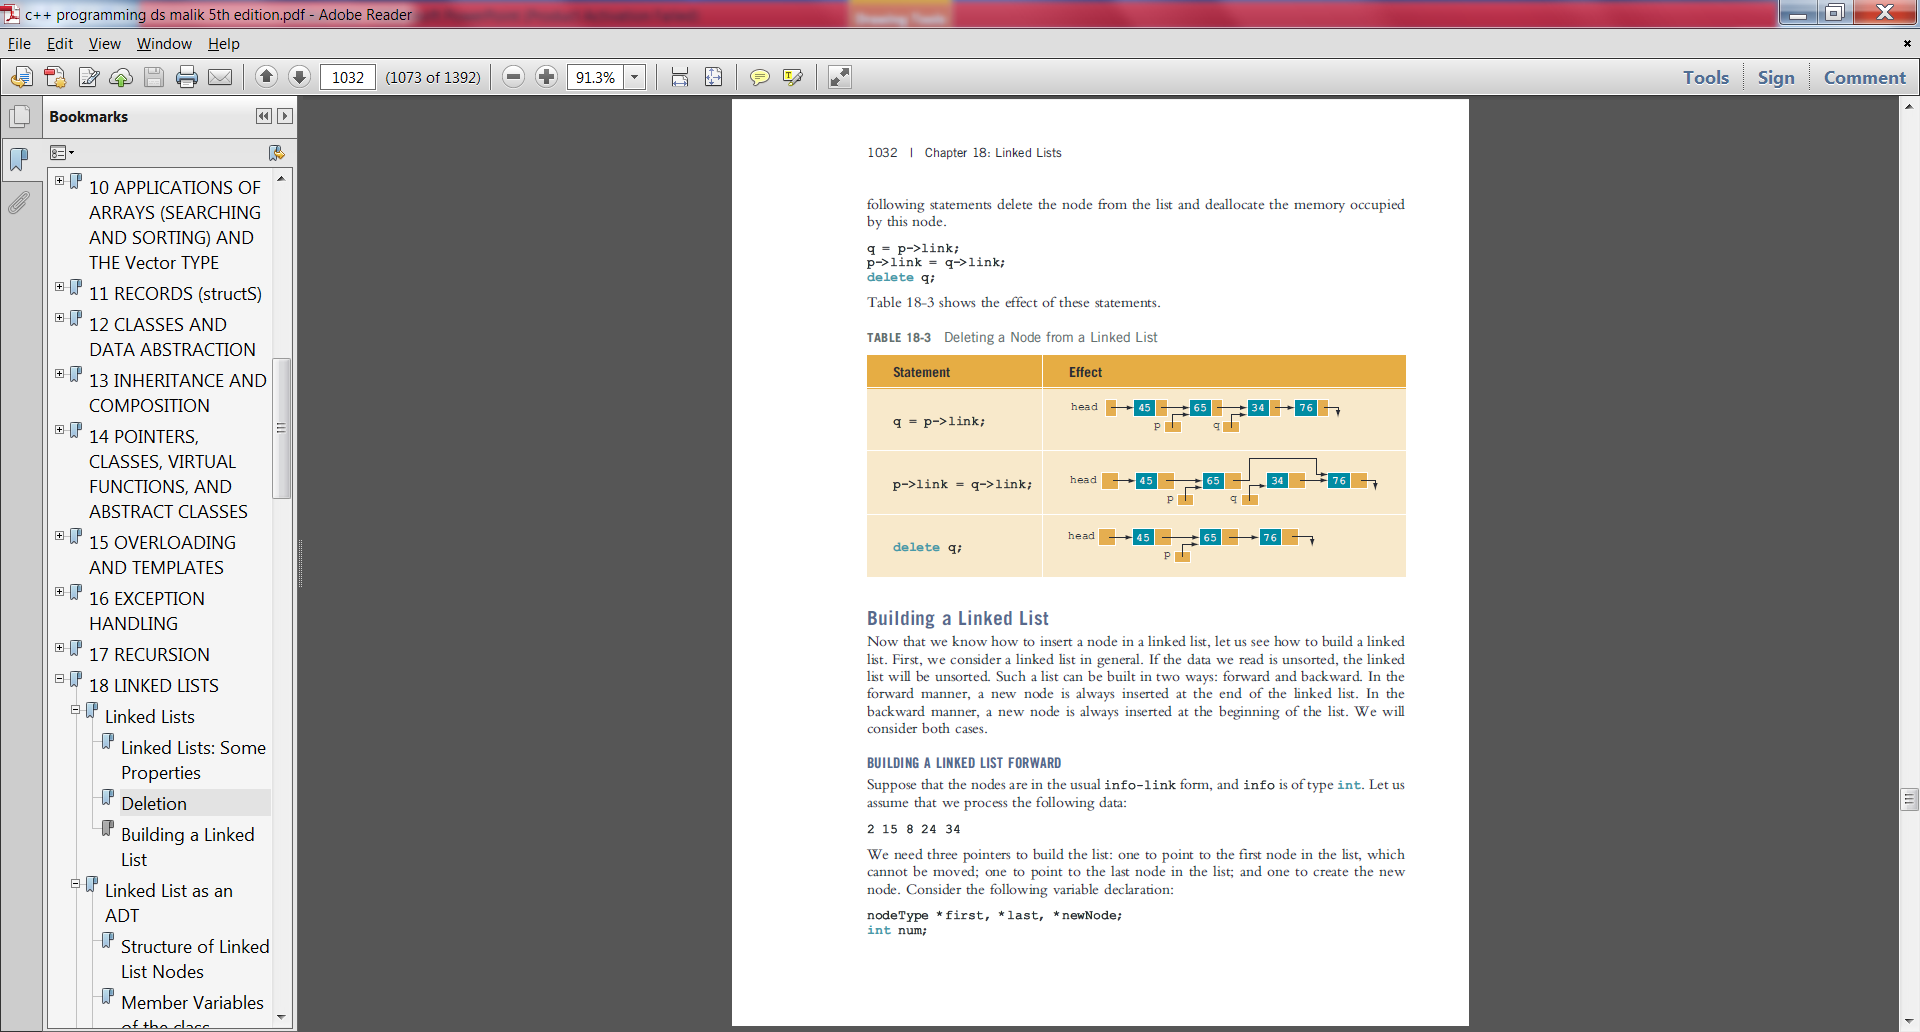 c++ programming ds malik 5th edition.pdf - Adobe Reader
File Edit View Window Help
1032 (1073 of 1392) 91.3% Tools Sign Comment
Bookmarks
10 APPLICATIONS OF
ARRAYS (SEARCHING
AND SORTING) AND
THE Vector TYPE
11 RECORDS (structS)
12 CLASSES AND
DATA ABSTRACTION
13 INHERITANCE AND
COMPOSITION
14 POINTERS,
CLASSES, VIRTUAL
FUNCTIONS, AND
ABSTRACT CLASSES
15 OVERLOADING
AND TEMPLATES
16 EXCEPTION
HANDLING
17 RECURSION
18 LINKED LISTS
Linked Lists
Linked Lists: Some
Properties
Deletion
Building a Linked
List
Linked List as an
ADT
Structure of Linked
List Nodes
Member Variables
of the class
1032 | Chapter 18: Linked Lists
following statements delete the node from the list and deallocate the memory occupied
by this node.
q = p->link;
p->link = q->link;
delete q;
Table 18-3 shows the effect of these statements.
TABLE 18-3 Deleting a Node from a Linked List
Statement Effect
q = p->link; head 45 65 34 76
p q
p->link = q->link; head 45 65 34 76
p q
delete q; head 45 65 76
p
Building a Linked List
Now that we know how to insert a node in a linked list, let us see how to build a linked
list. First, we consider a linked list in general. If the data we read is unsorted, the linked
list will be unsorted. Such a list can be built in two ways: forward and backward. In the
forward manner, a new node is always inserted at the end of the linked list. In the
backward manner, a new node is always inserted at the beginning of the list. We will
consider both cases.
BUILDING A LINKED LIST FORWARD
Suppose that the nodes are in the usual info-link form, and info is of type int. Let us
assume that we process the following data:
2 15 8 24 34
We need three pointers to build the list: one to point to the first node in the list, which
cannot be moved; one to point to the last node in the list; and one to create the new
node. Consider the following variable declaration:
nodeType *first, *last, *newNode;
int num;